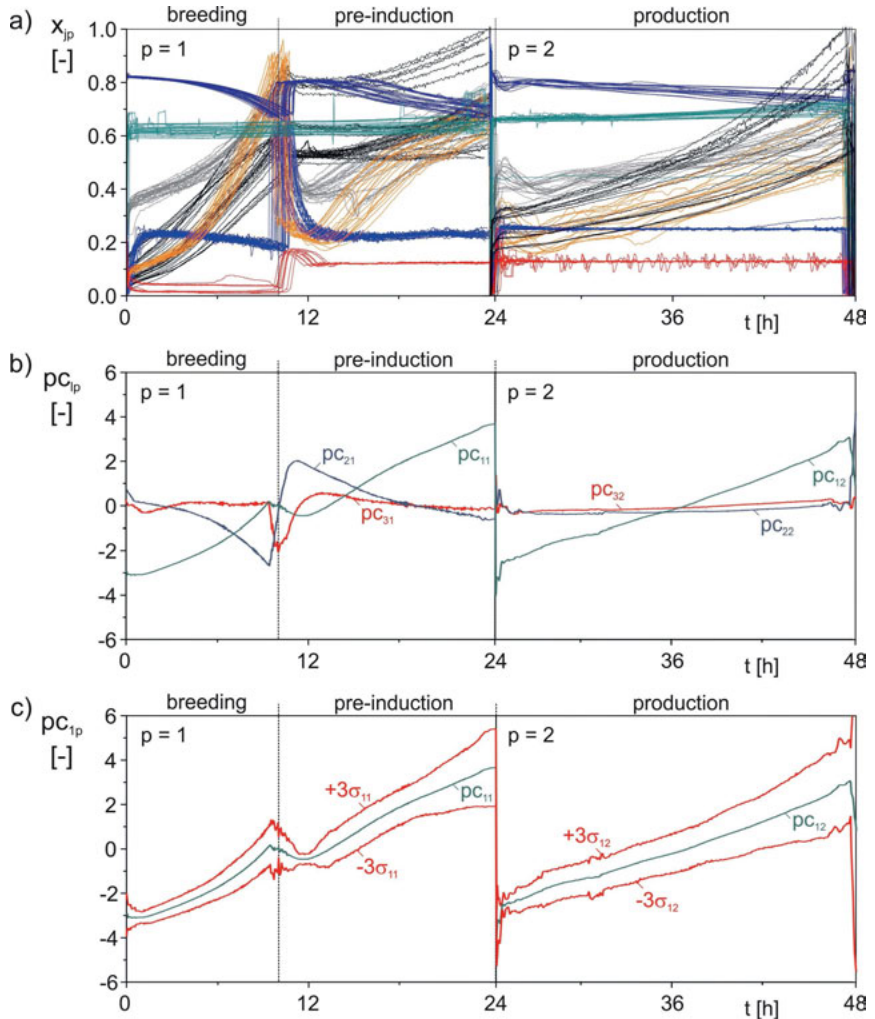 breeding pre-induction production
a) x_jp
[-]
p = 1 p = 2
1.0
0.8
0.6
0.4
0.2
0.0
0 12 24 36 48
t [h]
breeding pre-induction production
b) pc_lp
[-]
p = 1 p = 2
6
4
2
0
-2
-4
-6
pc_21 pc_11 pc_31 pc_32 pc_12 pc_22
0 12 24 36 48
t [h]
breeding pre-induction production
c) pc_1p
[-]
p = 1 p = 2
6
4
2
0
-2
-4
-6
+3σ_11 pc_11 -3σ_11 +3σ_12 pc_12 -3σ_12
0 12 24 36 48
t [h]